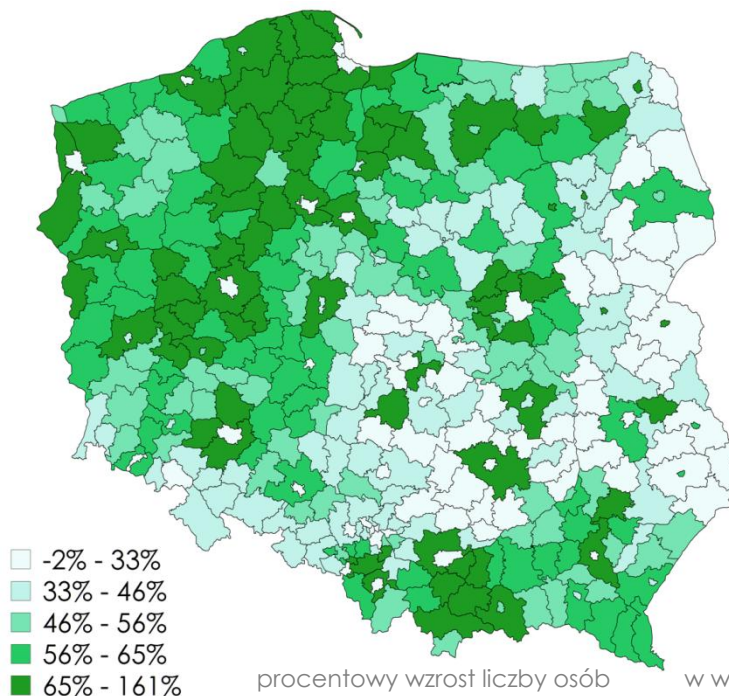 -2% - 33%
33% - 46%
46% - 56%
56% - 65%
65% - 161%
procentowy wzrost liczby osób w w